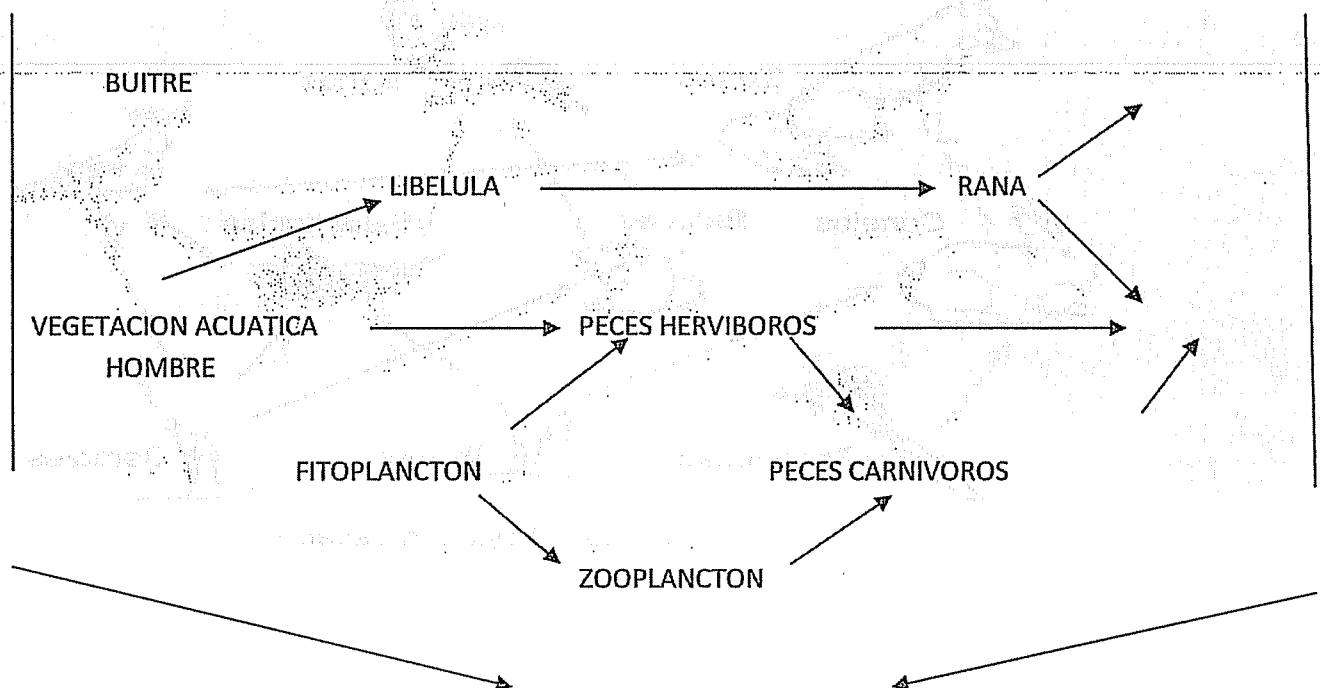 BUITRE
LIBELULA RANA
VEGETACION ACUATICA PECES HERVIBOROS
HOMBRE
FITOPLANCTON PECES CARNIVOROS
ZOOPLANCTON